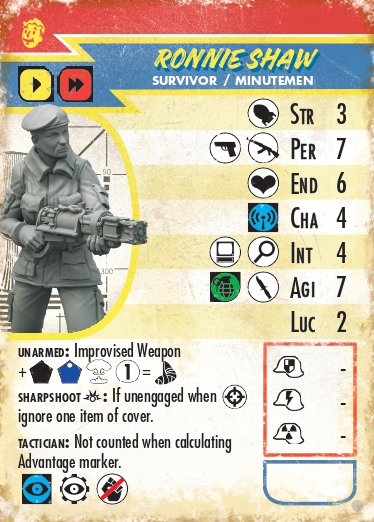 RONNIE SHAW
SURVIVOR / MINUTEMEN
STR 3
PER 7
END 6
CHA 4
INT 4
AGI 7
LUC 2
50
300
UNARMED: Improvised Weapon
+ 1 =
SHARPSHOOT : If unengaged when
ignore one item of cover.
TACTICIAN: Not counted when calculating
Advantage marker.
-
-
-